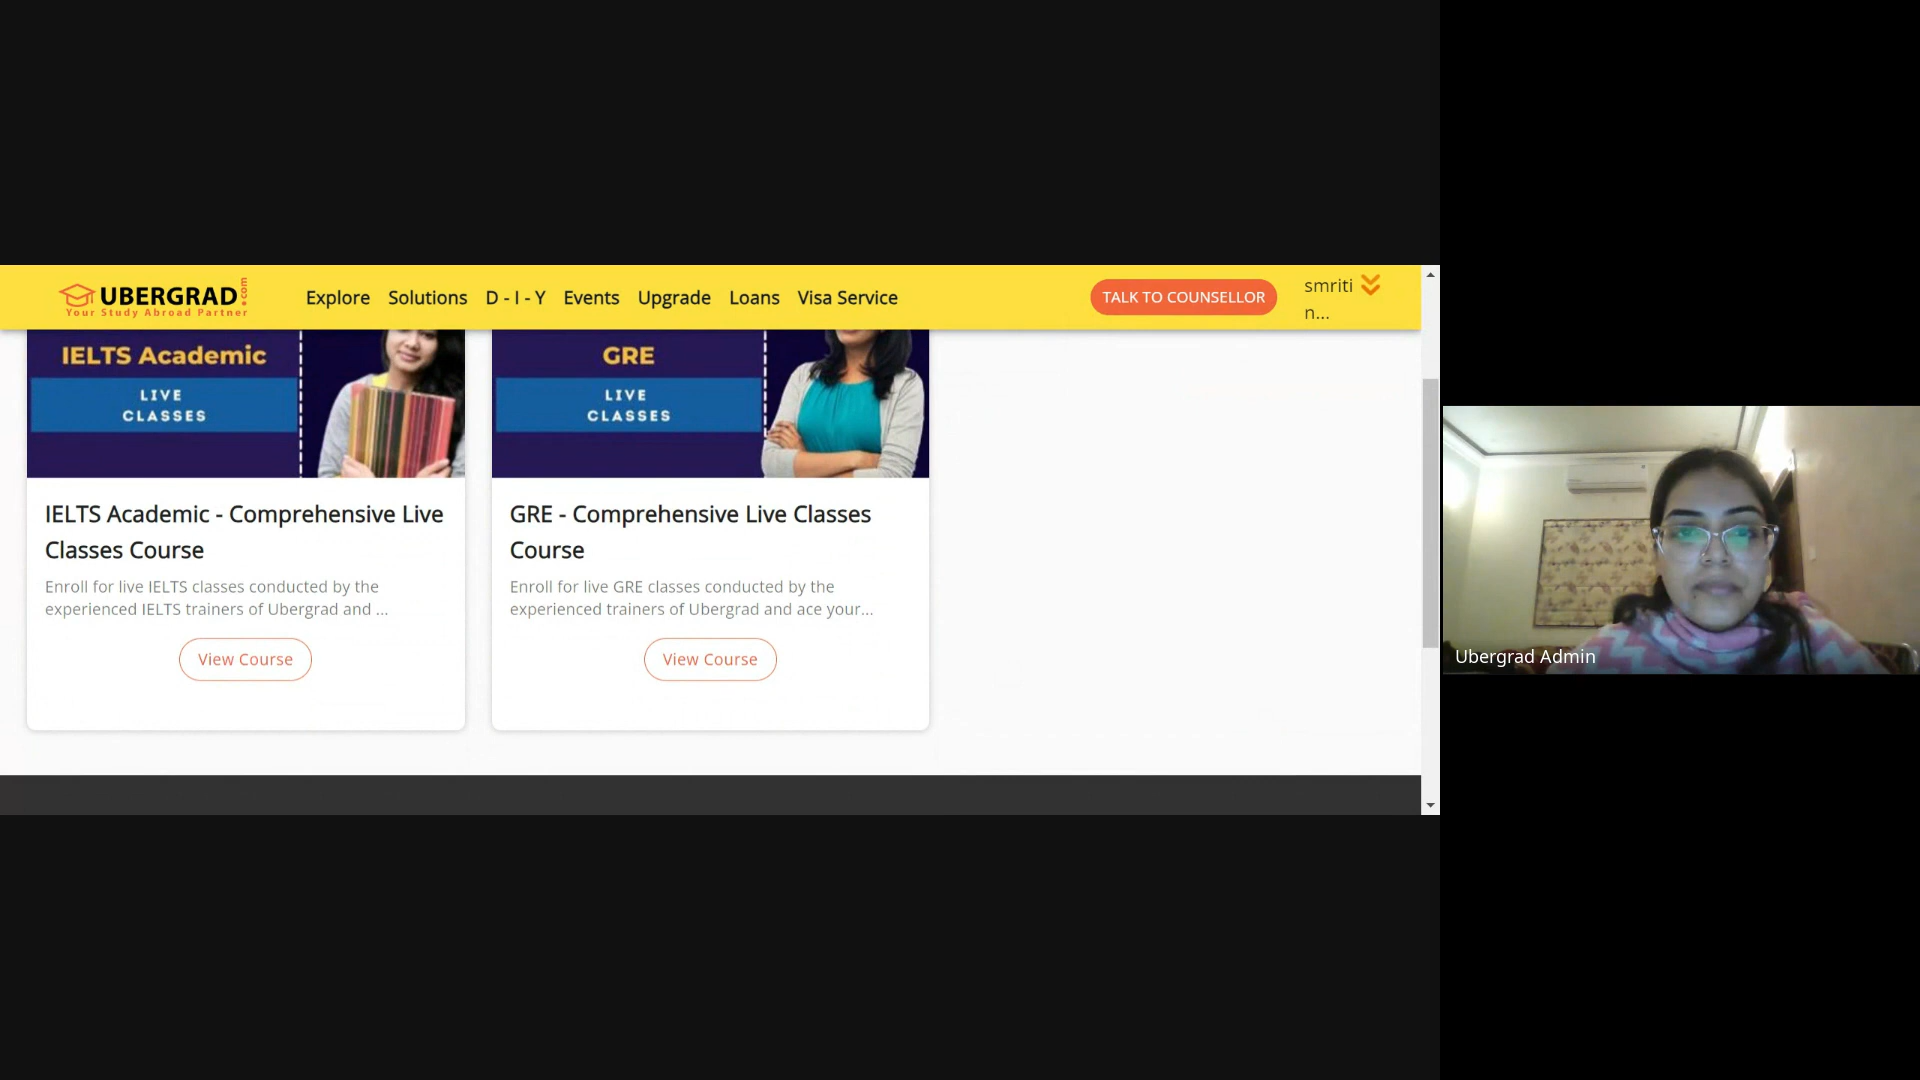 UBERGRAD.com
Your Study Abroad Partner
Explore Solutions D - I - Y Events Upgrade Loans Visa Service
TALK TO COUNSELLOR
smriti
n...
IELTS Academic
LIVE
CLASSES
GRE
LIVE
CLASSES
IELTS Academic - Comprehensive Live
Classes Course
Enroll for live IELTS classes conducted by the
experienced IELTS trainers of Ubergrad and ...
View Course
GRE - Comprehensive Live Classes
Course
Enroll for live GRE classes conducted by the
experienced trainers of Ubergrad and ace your...
View Course
Ubergrad Admin